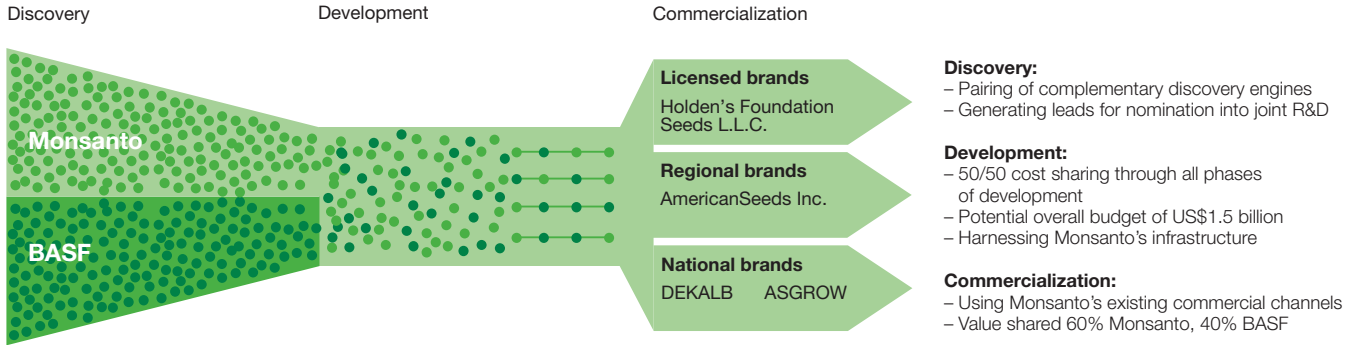 Discovery
Development
Commercialization
Monsanto
BASF
Licensed brands
Holden’s Foundation
Seeds L.L.C.
Regional brands
AmericanSeeds Inc.
National brands
DEKALB ASGROW
Discovery:
– Pairing of complementary discovery engines
– Generating leads for nomination into joint R&D
Development:
– 50/50 cost sharing through all phases
of development
– Potential overall budget of US$1.5 billion
– Harnessing Monsanto’s infrastructure
Commercialization:
– Using Monsanto’s existing commercial channels
– Value shared 60% Monsanto, 40% BASF